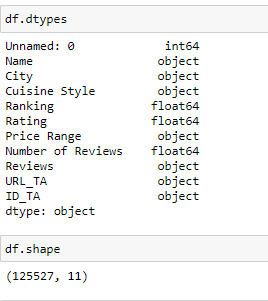 df.dtypes
Unnamed: 0 int64
Name object
City object
Cuisine Style object
Ranking float64
Rating float64
Price Range object
Number of Reviews float64
Reviews object
URL_TA object
ID_TA object
dtype: object
df.shape
(125527, 11)